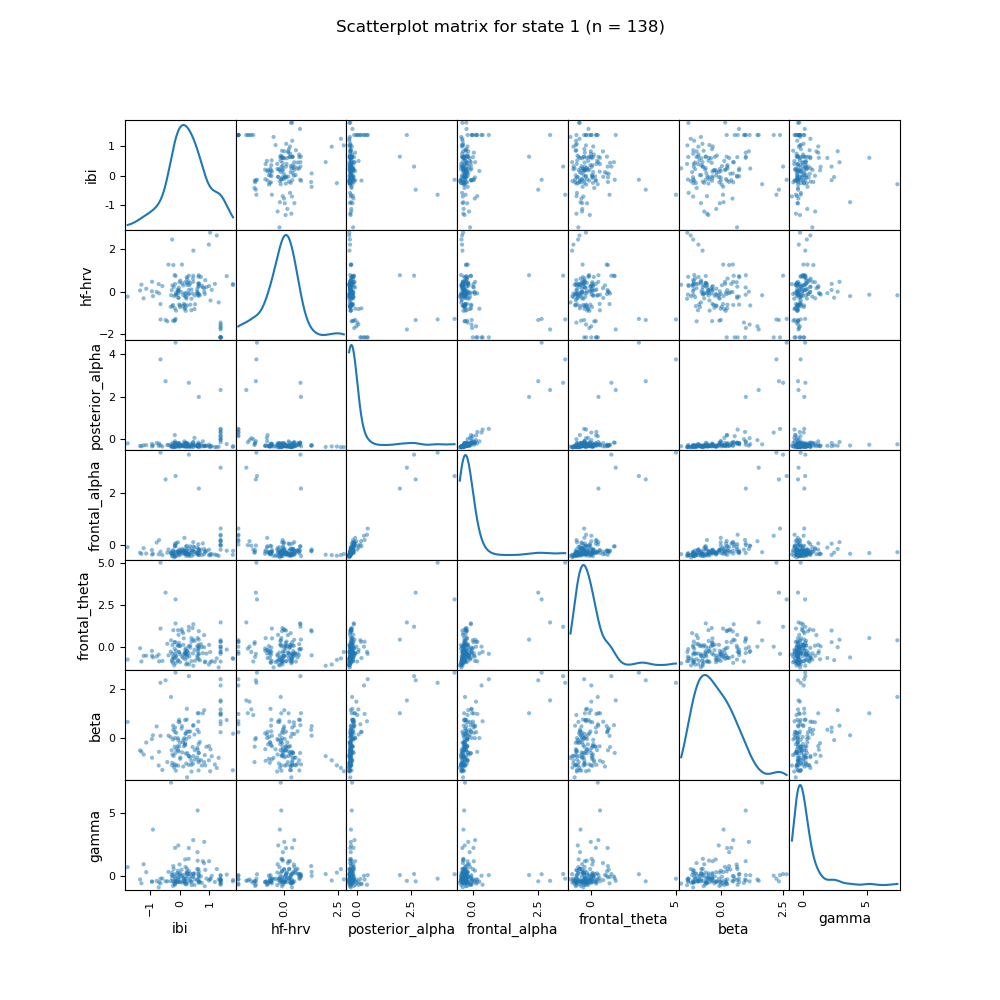 Scatterplot matrix for state 1 (n = 138)
ibi
1
0
-1
hf-hrv
2
0
−2
posterior_alpha
4
2
0
frontal_alpha
2
0
frontal_theta
5.0
2.5
0.0
beta
2
0
gamma
5
0
−1
0
1
0.0
2.5
0.0
2.5
0.0
2.5
0
5
0.0
2.5
0
5
ibi
hf-hrv
posterior_alpha
frontal_alpha
frontal_theta
beta
gamma